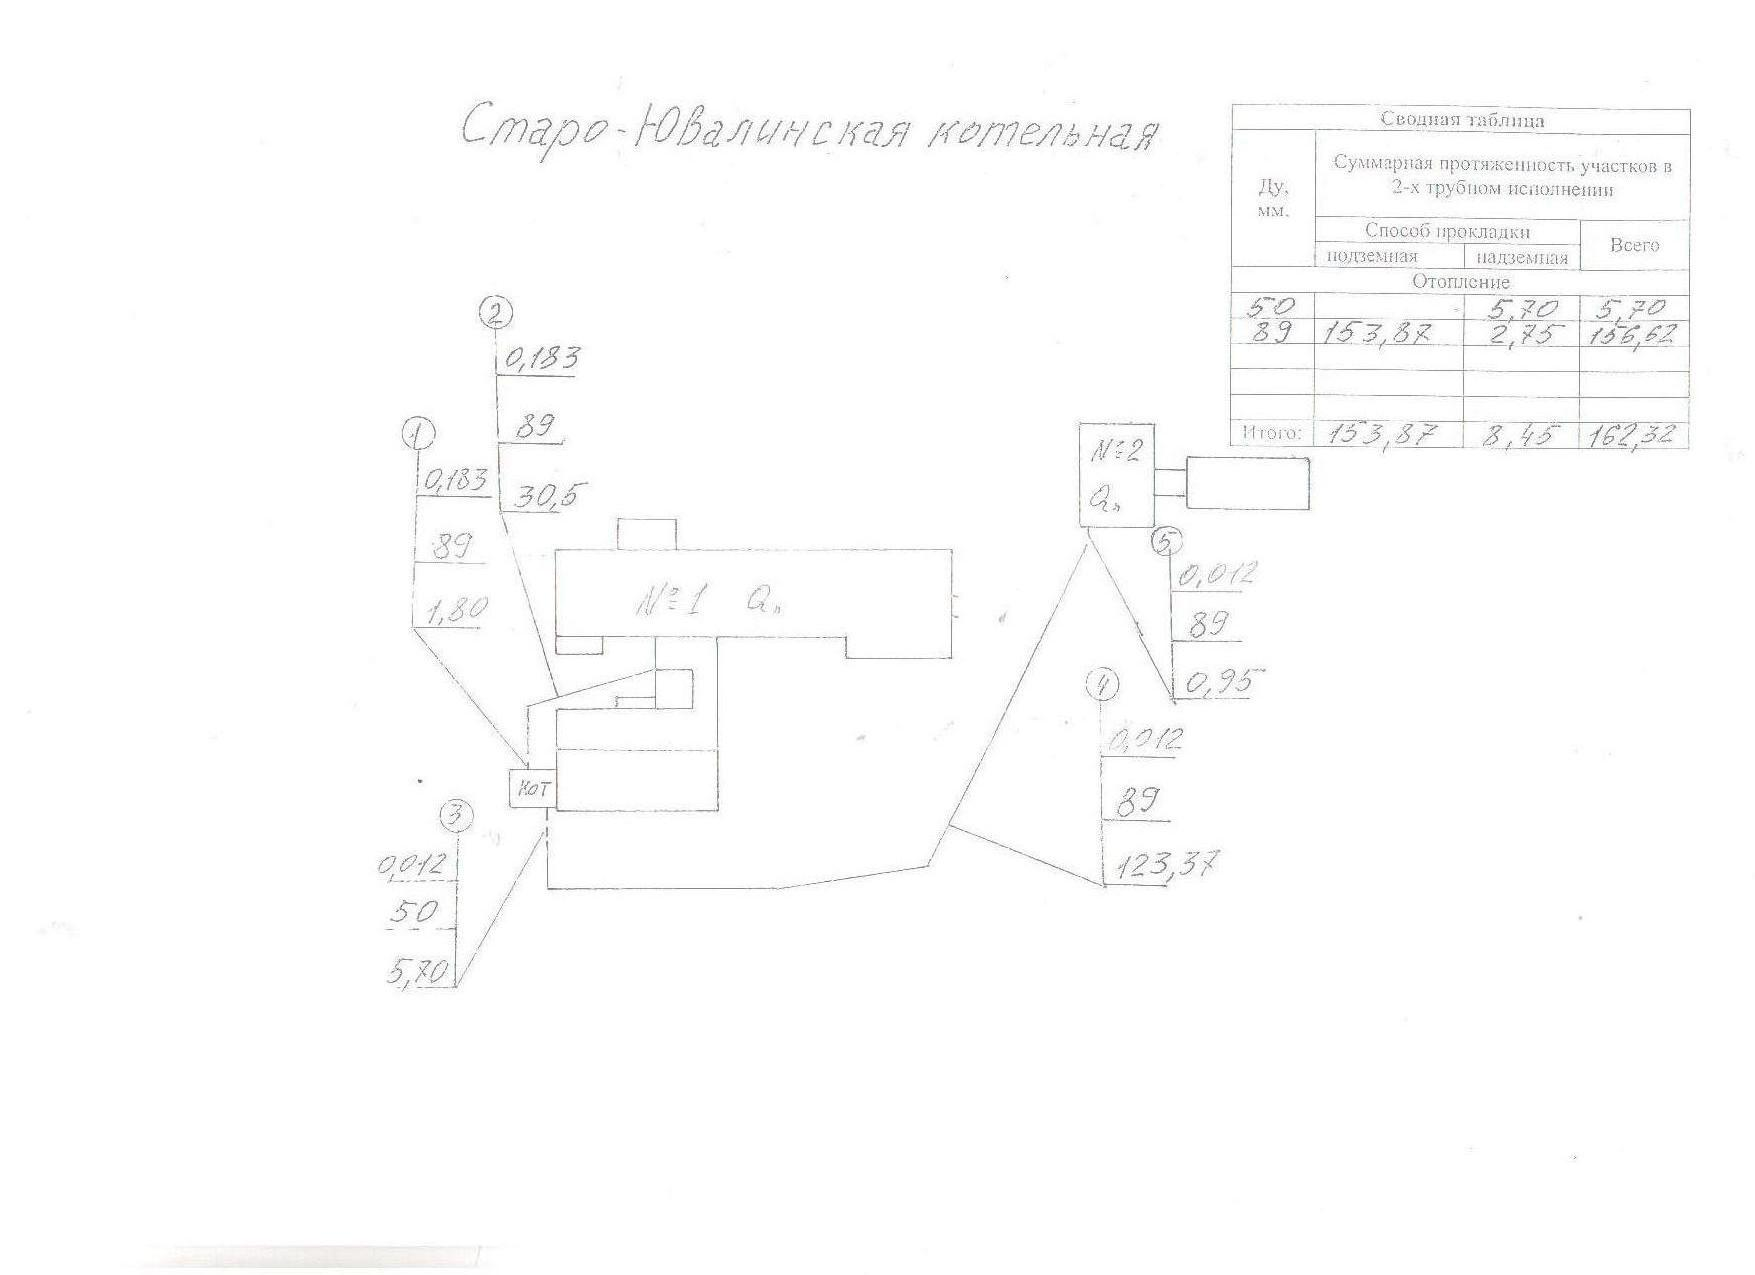 Старо-Ювалинская котельная
Сводная таблица
Ду, мм.
Суммарная протяженность участков в
2-х трубном исполнении
Способ прокладки
Всего
подземная надземная
Отопление
50 5,70 5,70
89 153,87 2,75 156,62
Итого: 153,87 8,45 162,32
2
0,183
89
30,5
1
0,183
89
1,80
№1 Qл
№2
Qл
5
0,012
89
0,95
4
0,012
89
123,37
кот
3
0,012
50
5,70